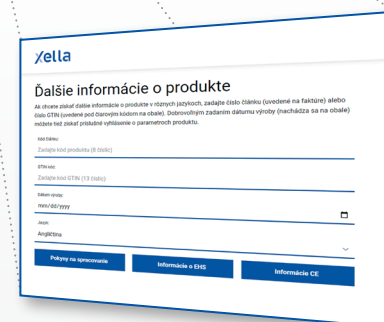 xella
Ďalšie informácie o produkte
Ak chcete získať ďalšie informácie o produkte v rôznych jazykoch, zadajte číslo článku (uvedené na faktúre) alebo
číslo GTIN (uvedené pod čiarovým kódom na obale). Dobrovoľným zadaním dátumu výroby (nachádza sa na obale)
môžete tiež získať príslušné vyhlásenie o parametroch produktu.
Kód článku:
Zadajte kód produktu (8 číslic)
GTIN kód:
Zadajte kód GTIN (13 číslic)
Dátum výroby:
mm/dd/yyyy
Jazyk:
Angličtina
Pokyny na spracovanie
Informácie o EHS
Informácie CE